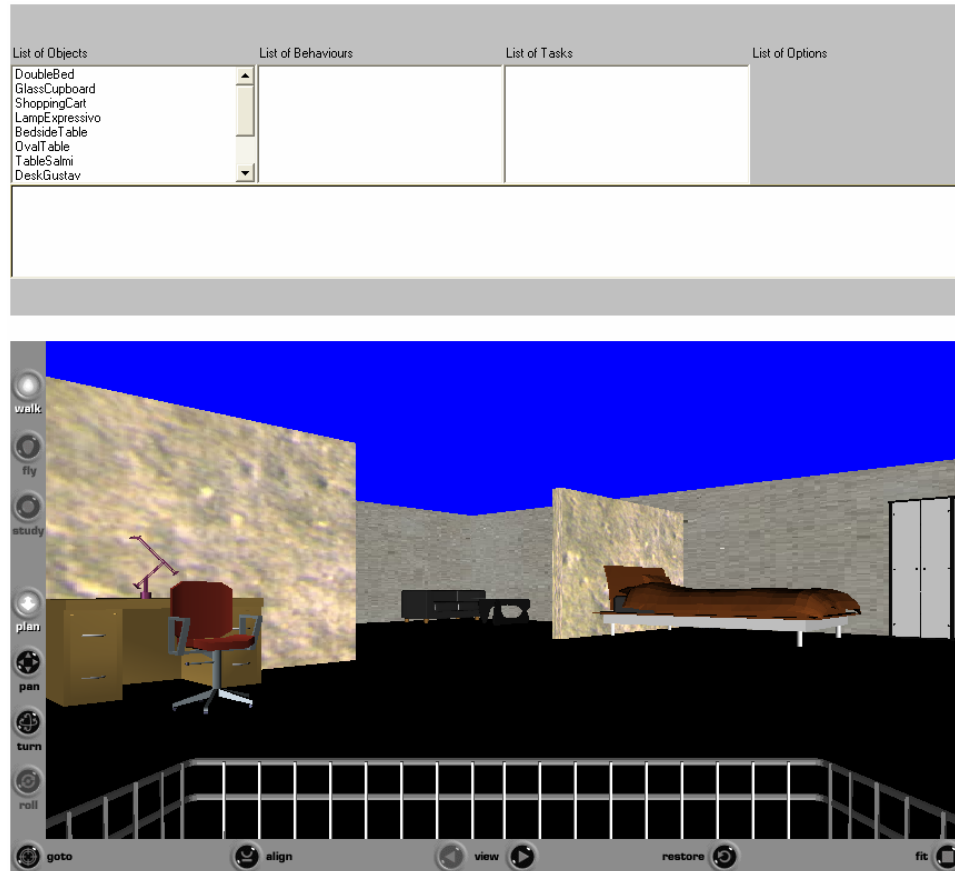 List of Objects
List of Behaviours
List of Tasks
List of Options
DoubleBed
GlassCupboard
ShoppingCart
LampExpressivo
BedsideTable
OvalTable
TableSalmi
DeskGustav
walk
fly
study
plan
pan
turn
roll
goto
align
view
restore
fit